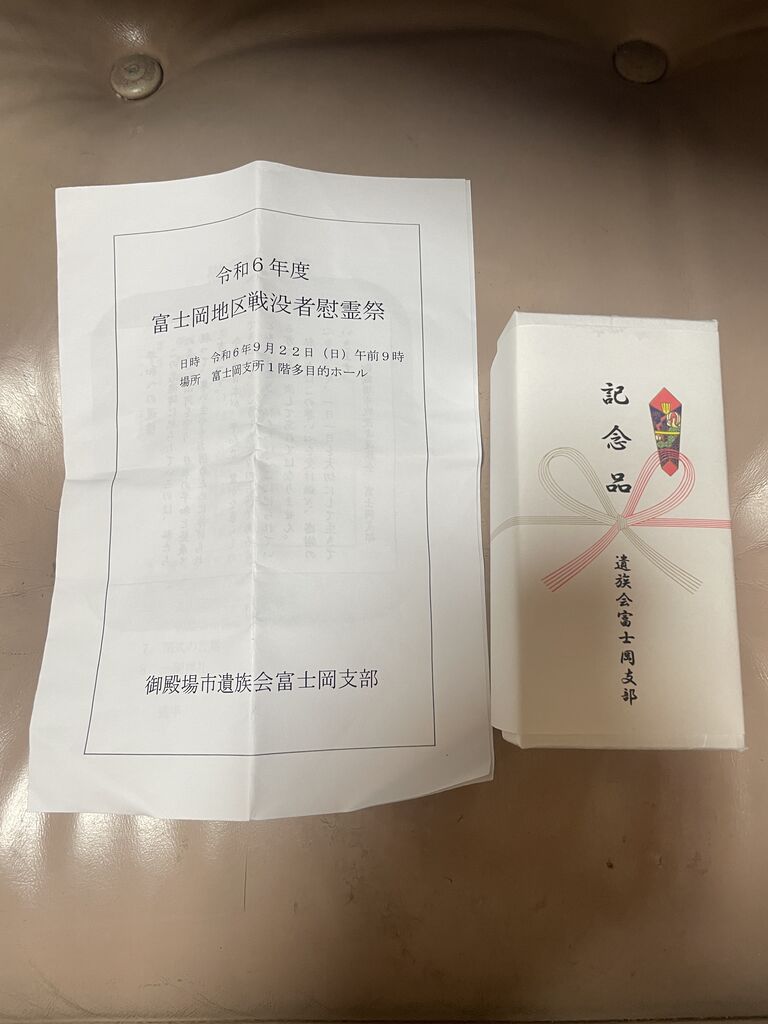 令和６年度
富士岡地区戦没者慰霊祭
日時　令和６年９月２２日（日）午前９時
場所　富士岡支所１階多目的ホール
御殿場市遺族会富士岡支部
記念品
遺族会富士岡支部